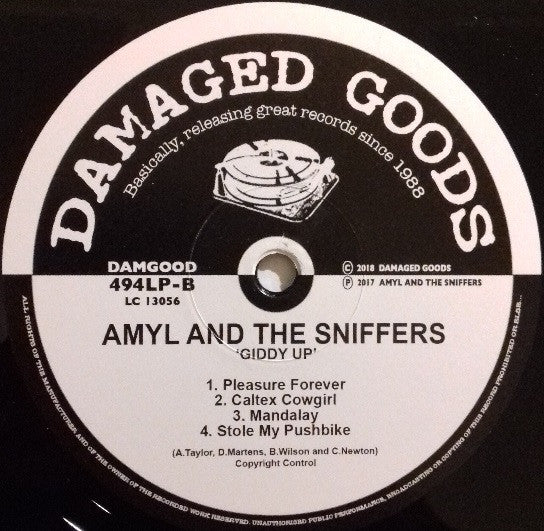 DAMAGED GOODS
Basically, releasing great records since 1988
DAMGOOD
494LP-B
LC 13056
Ⓒ 2018 DAMAGED GOODS
Ⓟ 2017 AMYL AND THE SNIFFERS
AMYL AND THE SNIFFERS
'GIDDY UP'
1. Pleasure Forever
2. Caltex Cowgirl
3. Mandalay
4. Stole My Pushbike
(A.Taylor, D.Martens, B.Wilson and C.Newton)
Copyright Control
ALL RIGHTS OF THE MANUFACTURER AND OF THE OWNER OF THE RECORDED WORK RESERVED. UNAUTHORISED PUBLIC PERFORMANCE, BROADCASTING OR COPYING OF THIS RECORD PROHIBITED OR ELSE...